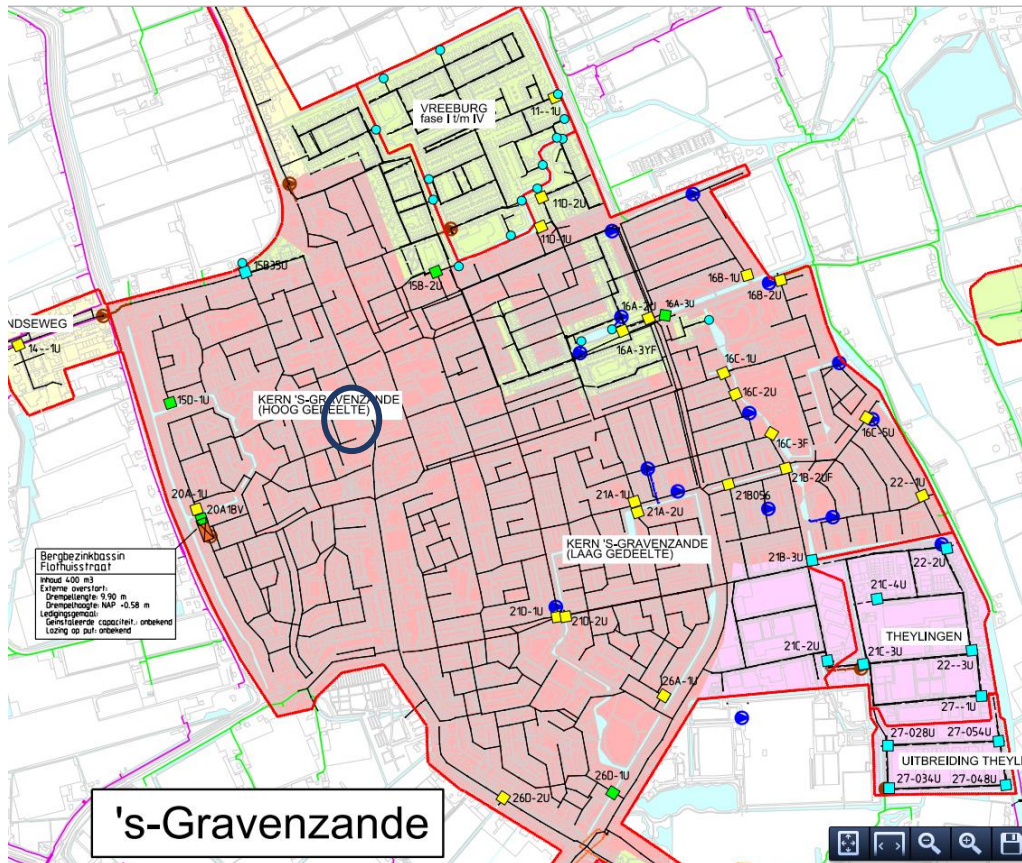 VREEBURG
fase I t/m IV
11--1U
11D-2U
11D-1U
15B35U
15B-2U
16B-1U
16B-2U
16A-2U
16A-3U
16A-3YF
NDSEWEG
14--1U
16C-1U
16C-2U
15D-1U
KERN 'S-GRAVENZANDE
(HOOG GEDEELTE)
16C-3F
16C-5U
21B-2UF
21B056
22--1U
20A-1U
20A1BV
21A-1U
21A-2U
KERN 'S-GRAVENZANDE
(LAAG GEDEELTE)
Bergbezinkbassin
Flathuisstraat
Inhoud 400 m3
Externe overstort:
Drempellengte: 9.90 m
Drempelhoogte: NAP +0.58 m
Ledigingsgemaal:
Geinstaleerde capaciteit.: onbekend
Lozing op put: onbekend
21B-3U
22-2U
21C-4U
21D-1U
21D-2U
THEYLINGEN
21C-2U
21C-3U
22--3U
26A-1U
27--1U
27-028U
27-054U
UITBREIDING THEYLI
27-034U
27-048U
26D-1U
26D-2U
's-Gravenzande